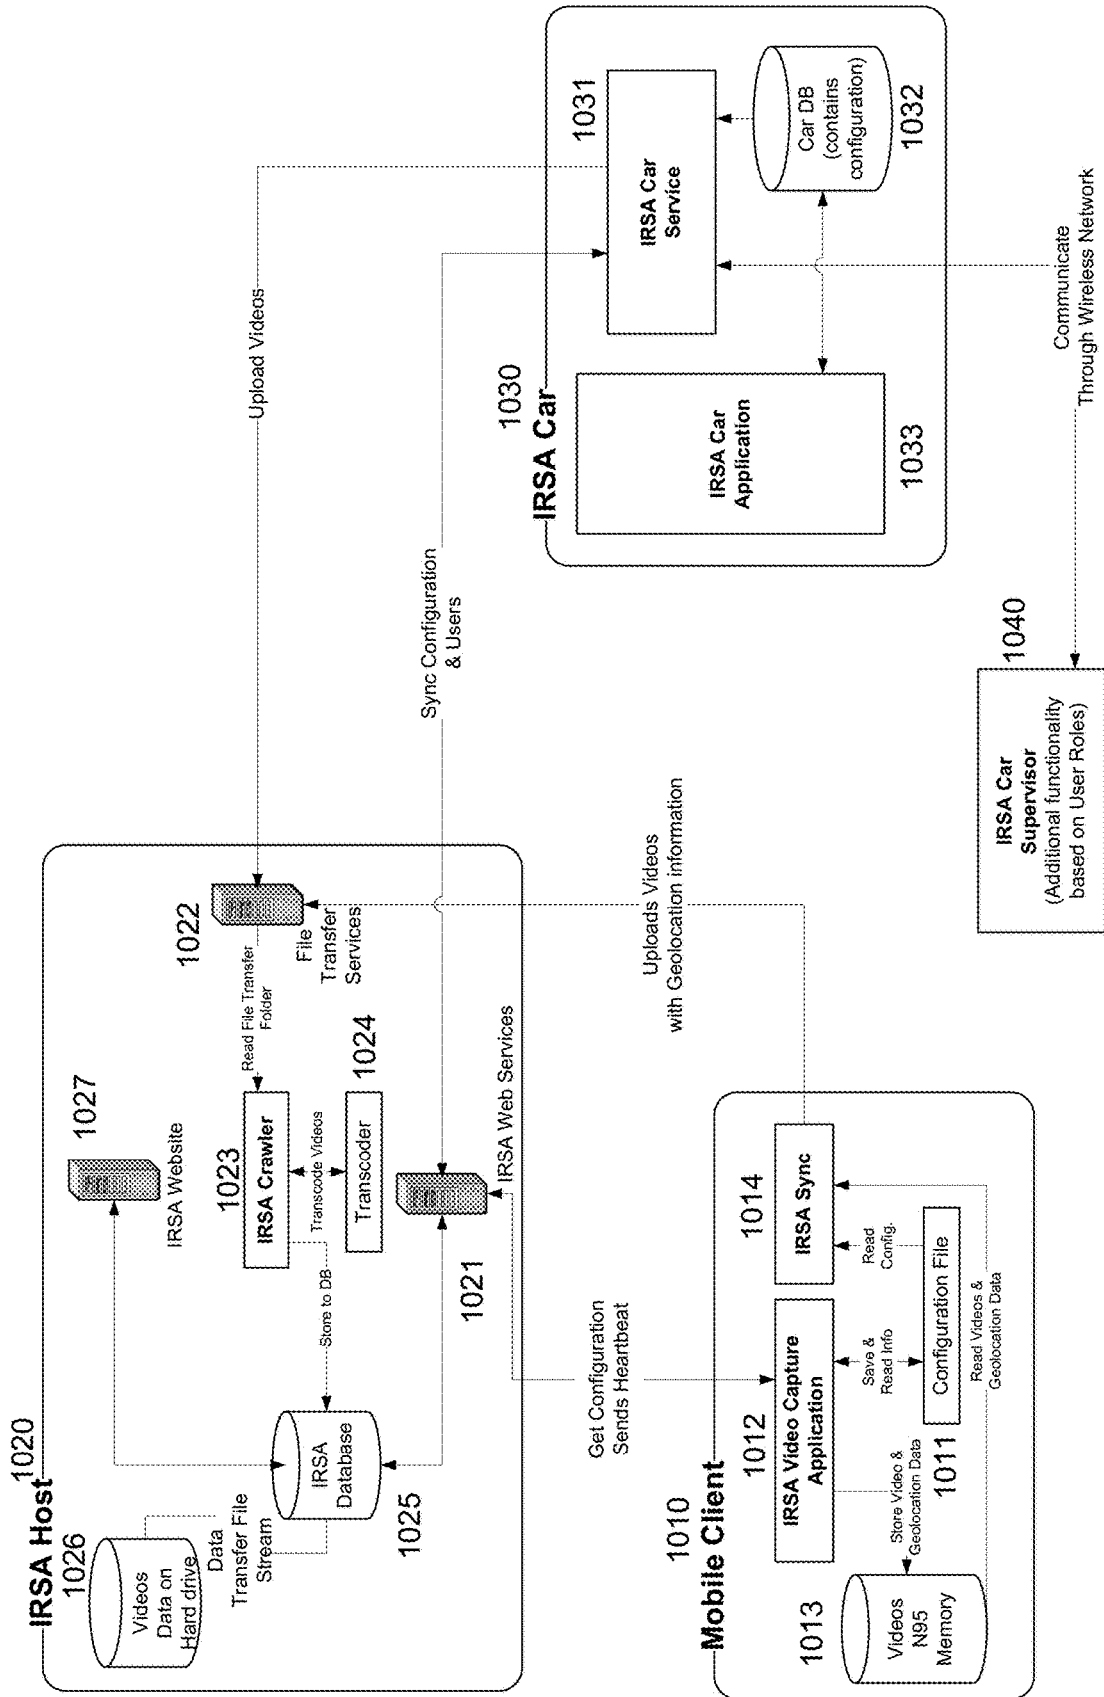 1020
IRSA Host
1026
Videos
Data on
Hard drive
Data
Transfer File
Stream
IRSA
Database
1025
1027
IRSA Website
1023
IRSA Crawler
Transcode Videos
Transcoder
1024
Store to DB
Read File Transfer
Folder
1022
File
Transfer
Services
1021
IRSA Web Services
Upload Videos
Sync Configuration
& Users
Get Configuration
Sends Heartbeat
Uploads Videos
with Geolocation information
1010
Mobile Client
1013
Videos
N95
Memory
1012
IRSA Video Capture
Application
Store Video &
Geolocation Data
Save &
Read Info
1011
Configuration File
1014
IRSA Sync
Read
Config.
Read Videos &
Geolocation Data
1030
IRSA Car
IRSA Car
Application
1033
1031
IRSA Car
Service
Car DB
(contains
configuration)
1032
Communicate
Through Wireless Network
1040
IRSA Car
Supervisor
(Additional functionality
based on User Roles)